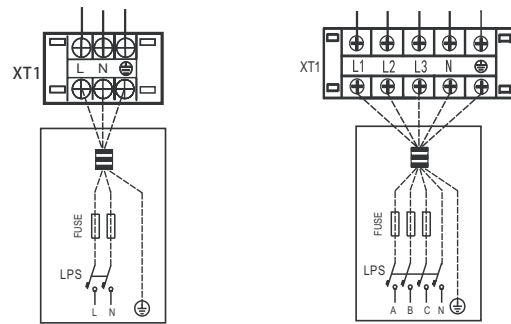 XT1
L N
FUSE
LPS
L N
XT1
L1 L2 L3 N
FUSE
LPS
A B C N